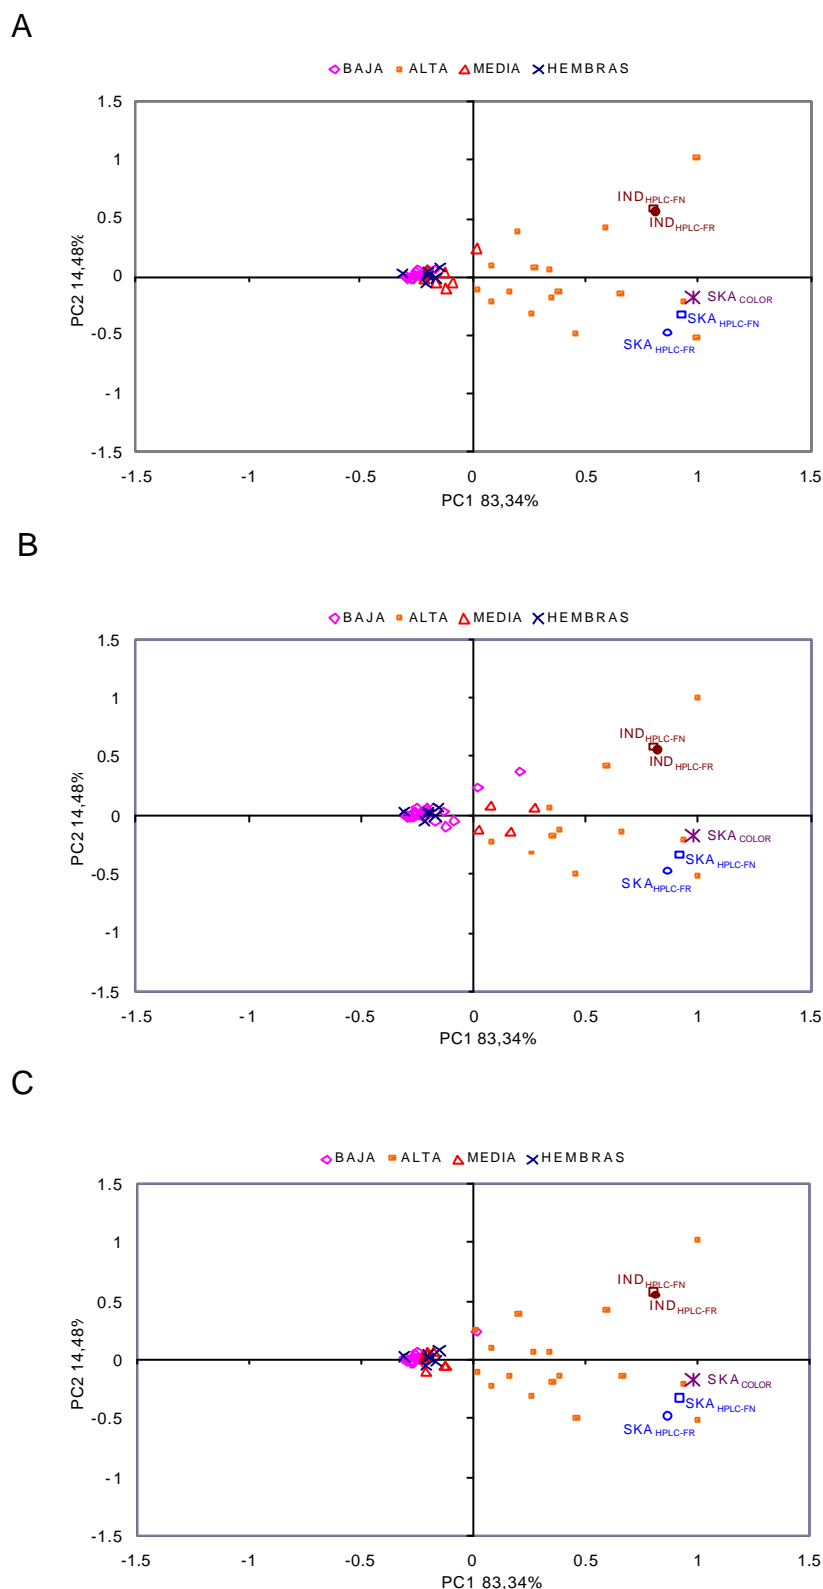 A
BAJA ALTA MEDIA HEMBRAS
1.5
1
IND HPLC-FN
0.5
IND HPLC-FR
0
SKA COLOR
SKA HPLC-FN
-0.5
SKA HPLC-FR
-1
-1.5
PC2 14,48%
-1.5 -1 -0.5 0 0.5 1 1.5
PC1 83,34%
B
BAJA ALTA MEDIA HEMBRAS
1.5
1
IND HPLC-FN
0.5
IND HPLC-FR
0
SKA COLOR
SKA HPLC-FN
-0.5
SKA HPLC-FR
-1
-1.5
PC2 14,48%
-1.5 -1 -0.5 0 0.5 1 1.5
PC1 83,34%
C
BAJA ALTA MEDIA HEMBRAS
1.5
1
IND HPLC-FN
0.5
IND HPLC-FR
0
SKA COLOR
SKA HPLC-FN
-0.5
SKA HPLC-FR
-1
-1.5
PC2 14,48%
-1.5 -1 -0.5 0 0.5 1 1.5
PC1 83,34%